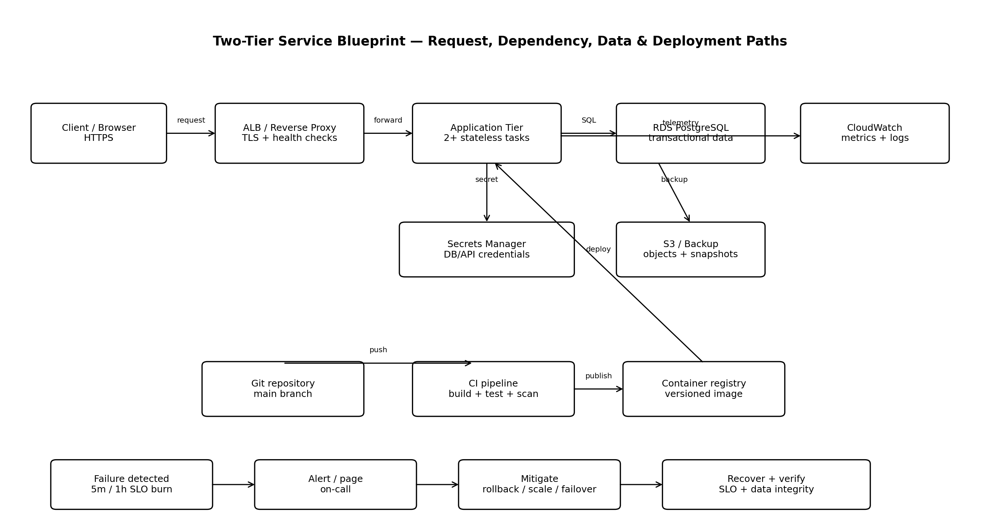 Two-Tier Service Blueprint — Request, Dependency, Data & Deployment Paths
Client / Browser
HTTPS
request
ALB / Reverse Proxy
TLS + health checks
forward
Application Tier
2+ stateless tasks
SQL
telemetry
RDS PostgreSQL
transactional data
CloudWatch
metrics + logs
secret
backup
Secrets Manager
DB/API credentials
deploy
S3 / Backup
objects + snapshots
push
Git repository
main branch
CI pipeline
build + test + scan
publish
Container registry
versioned image
Failure detected
5m / 1h SLO burn
Alert / page
on-call
Mitigate
rollback / scale / failover
Recover + verify
SLO + data integrity